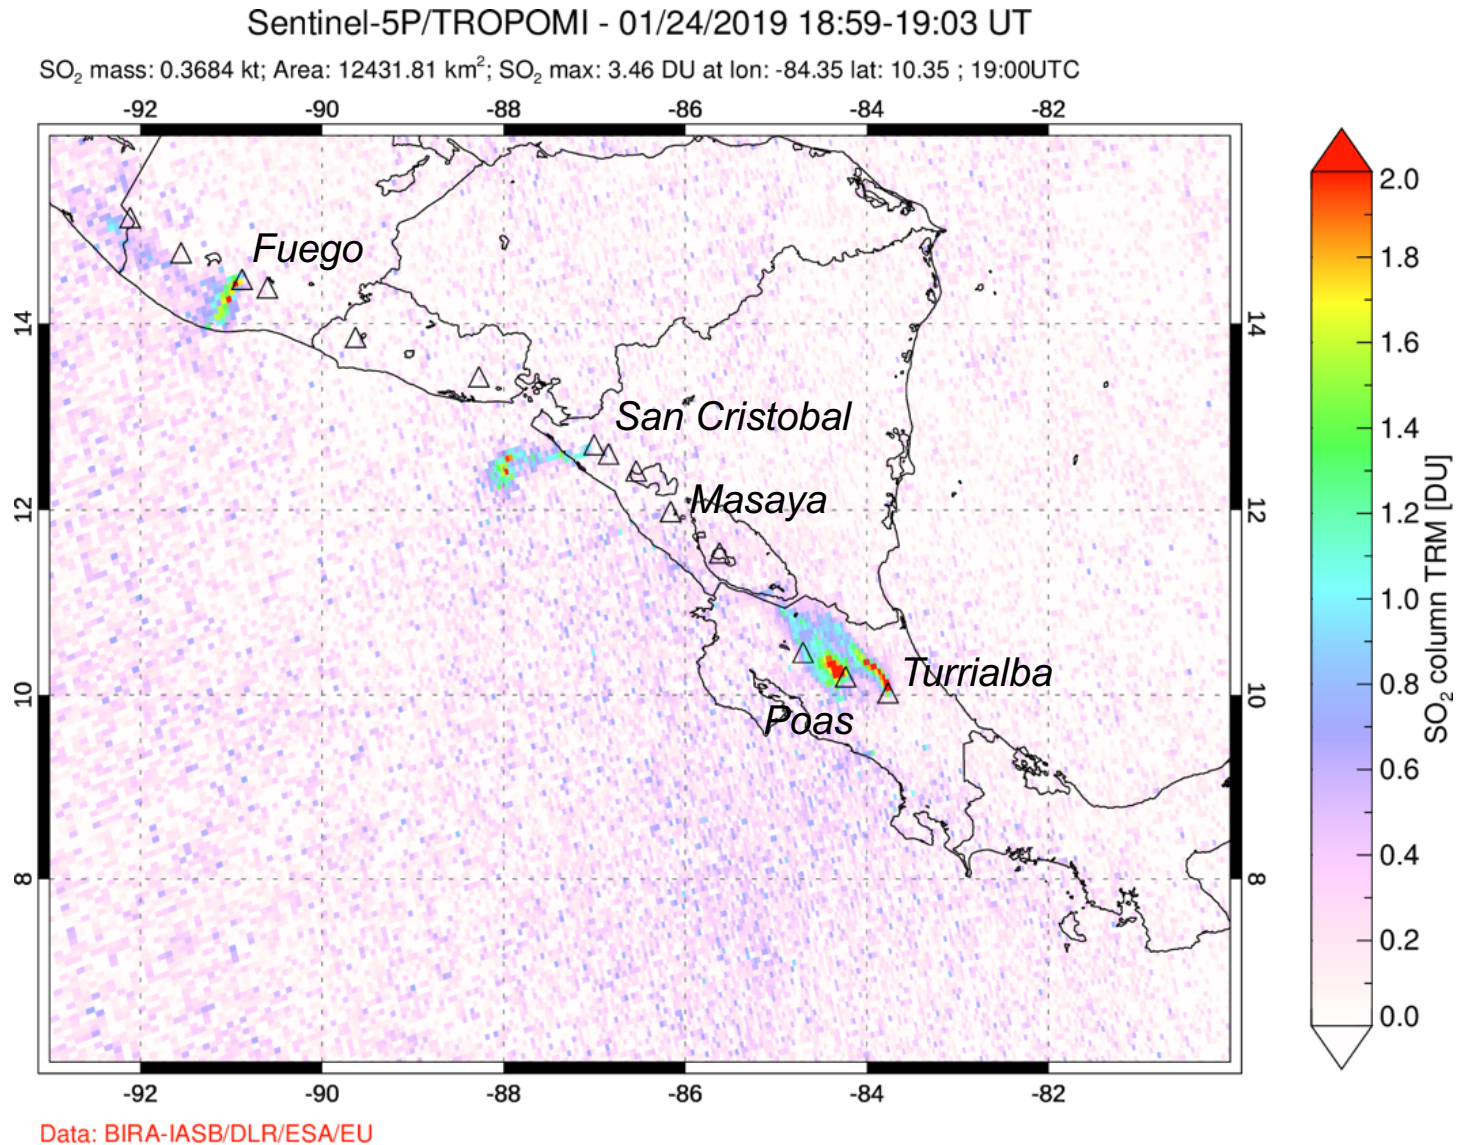 Sentinel-5P/TROPOMI - 01/24/2019 18:59-19:03 UT
SO₂ mass: 0.3684 kt; Area: 12431.81 km²; SO₂ max: 3.46 DU at lon: -84.35 lat: 10.35 ; 19:00UTC
-92 -90 -88 -86 -84 -82
Fuego
14 14
San Cristobal
Masaya
12 12
Turrialba
10 10
Poas
8 8
-92 -90 -88 -86 -84 -82
2.0
1.8
1.6
1.4
1.2
1.0
0.8
0.6
0.4
0.2
0.0
SO₂ column TRM [DU]
Data: BIRA-IASB/DLR/ESA/EU